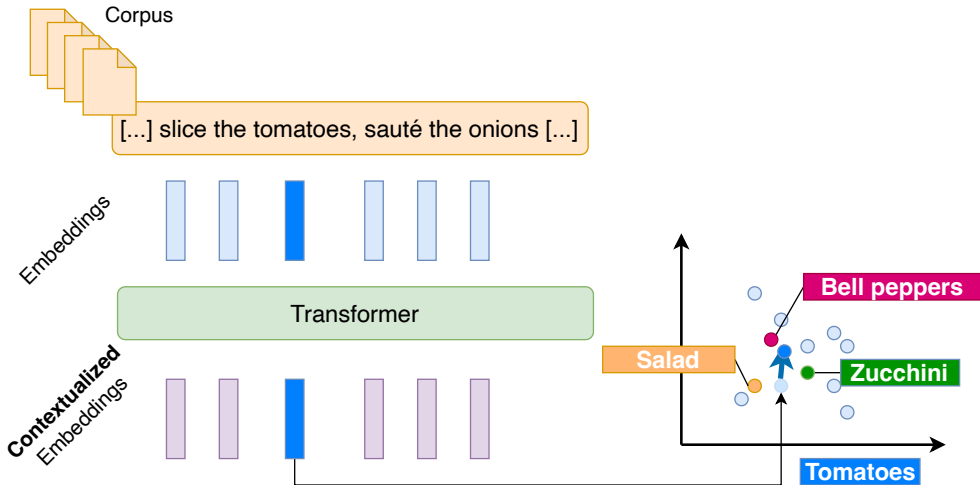 Corpus
[...] slice the tomatoes, sauté the onions [...]
Embeddings
Transformer
Contextualized
Embeddings
Bell peppers
Salad
Zucchini
Tomatoes